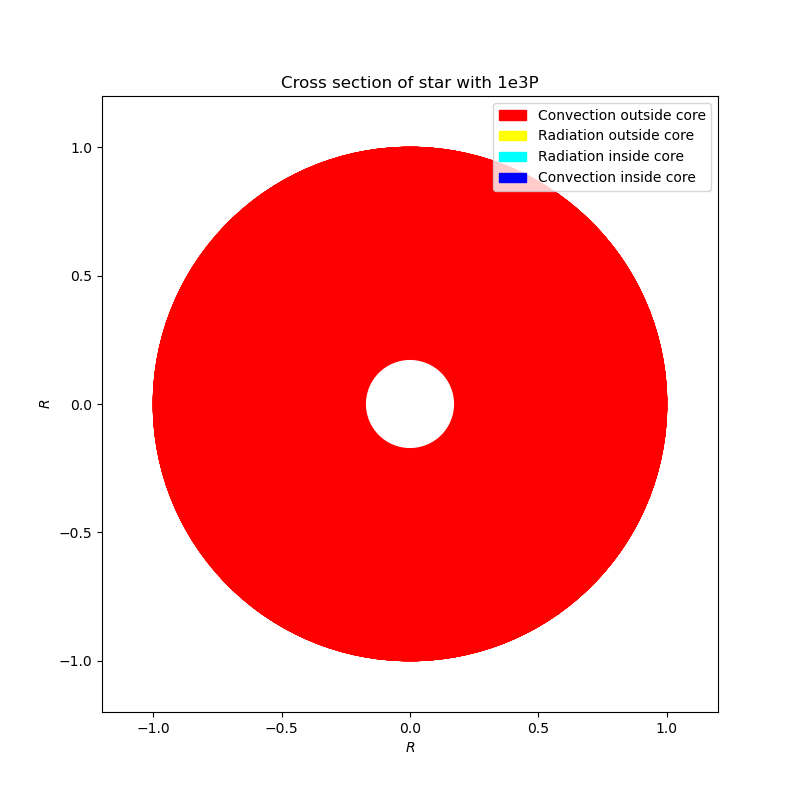 Cross section of star with 1e3P
Convection outside core
Radiation outside core
Radiation inside core
Convection inside core
1.0
0.5
0.0
−0.5
−1.0
R
−1.0 −0.5 0.0 0.5 1.0
R